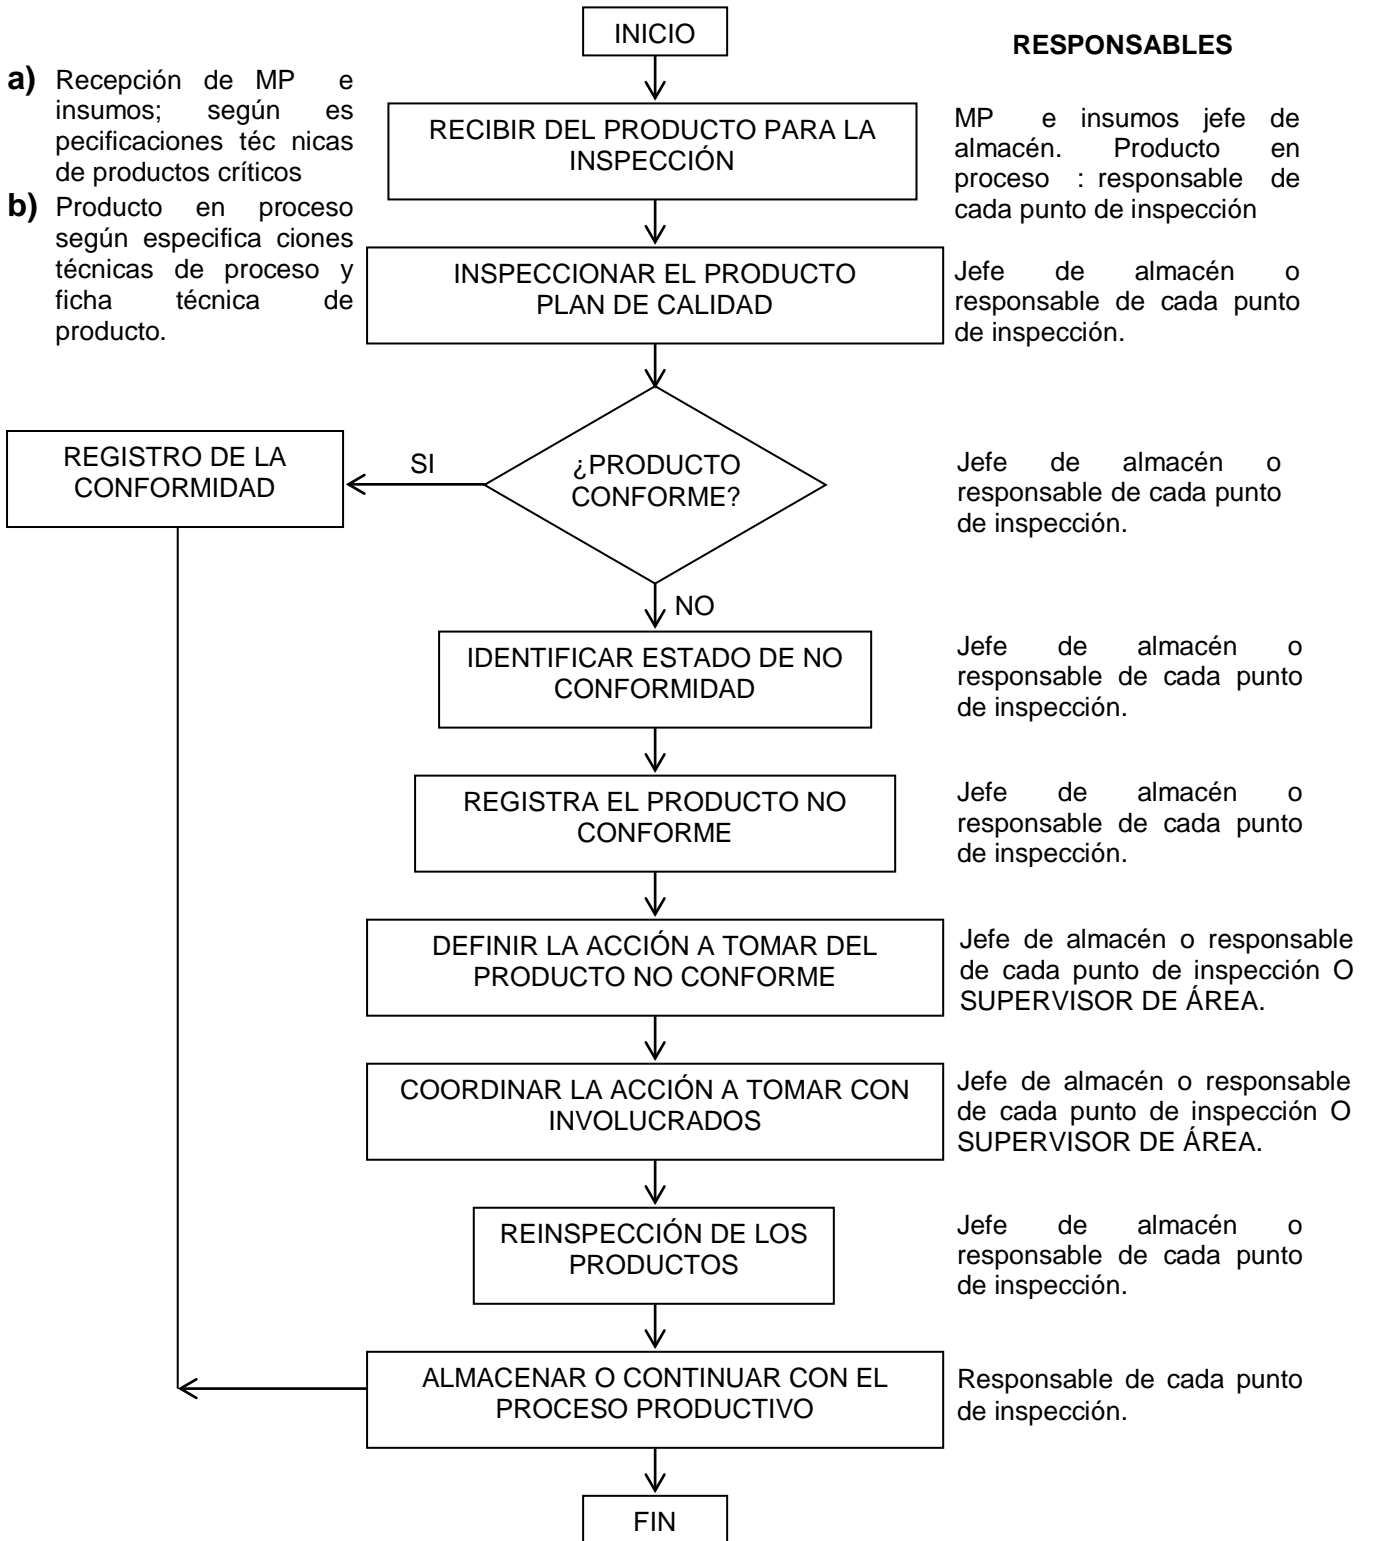 INICIO
RESPONSABLES
a) Recepción de MP e
insumos; según es
pecificaciones téc nicas
de productos críticos
b) Producto en proceso
según especifica ciones
técnicas de proceso y
ficha técnica de
producto.
RECIBIR DEL PRODUCTO PARA LA
INSPECCIÓN
MP e insumos jefe de
almacén. Producto en
proceso : responsable de
cada punto de inspección
INSPECCIONAR EL PRODUCTO
PLAN DE CALIDAD
Jefe de almacén o
responsable de cada punto
de inspección.
REGISTRO DE LA
CONFORMIDAD
SI
¿PRODUCTO
CONFORME?
Jefe de almacén o
responsable de cada punto
de inspección.
NO
IDENTIFICAR ESTADO DE NO
CONFORMIDAD
Jefe de almacén o
responsable de cada punto
de inspección.
REGISTRA EL PRODUCTO NO
CONFORME
Jefe de almacén o
responsable de cada punto
de inspección.
DEFINIR LA ACCIÓN A TOMAR DEL
PRODUCTO NO CONFORME
Jefe de almacén o responsable
de cada punto de inspección O
SUPERVISOR DE ÁREA.
COORDINAR LA ACCIÓN A TOMAR CON
INVOLUCRADOS
Jefe de almacén o responsable
de cada punto de inspección O
SUPERVISOR DE ÁREA.
REINSPECCIÓN DE LOS
PRODUCTOS
Jefe de almacén o
responsable de cada punto
de inspección.
ALMACENAR O CONTINUAR CON EL
PROCESO PRODUCTIVO
Responsable de cada punto
de inspección.
FIN